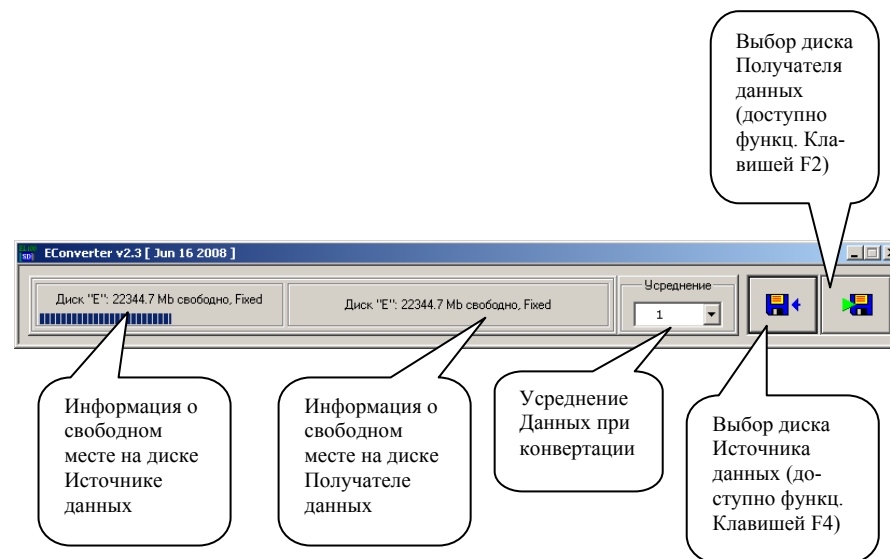 Выбор диска
Получателя
данных
(доступно
функц. Кла-
вишей F2)
EConverter v2.3 [ Jun 16 2008 ]
Диск "E": 22344.7 Mb свободно, Fixed
Диск "E": 22344.7 Mb свободно, Fixed
Усреднение
1
Информация о
свободном
месте на диске
Источнике
данных
Информация о
свободном
месте на диске
Получателе
данных
Усреднение
Данных при
конвертации
Выбор диска
Источника
данных (до-
ступно функц.
Клавишей F4)